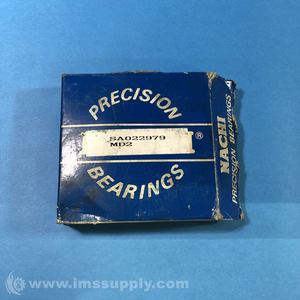 PRECISION
SA022979
MD2
®
BEARINGS
NACHI
PRECISION BEARINGS
© www.imssupply.com